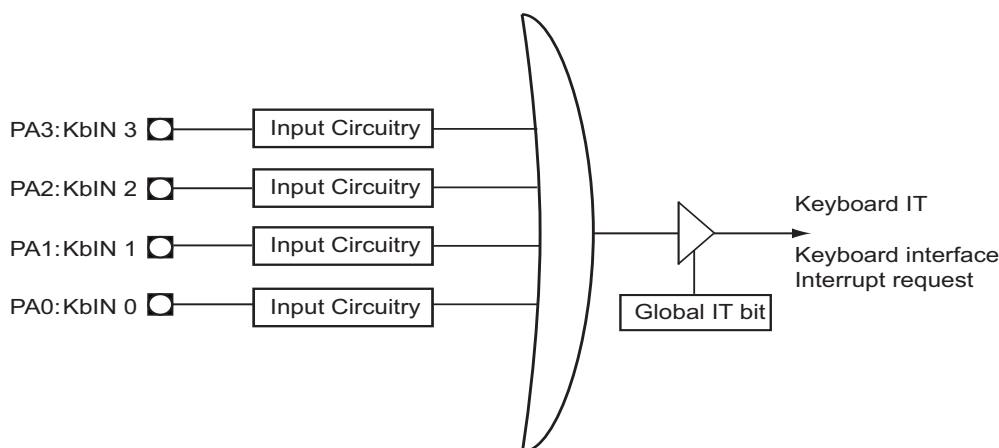 PA3:KbIN 3
Input Circuitry
PA2:KbIN 2
Input Circuitry
PA1:KbIN 1
Input Circuitry
PA0:KbIN 0
Input Circuitry
Keyboard IT
Keyboard interface
Interrupt request
Global IT bit